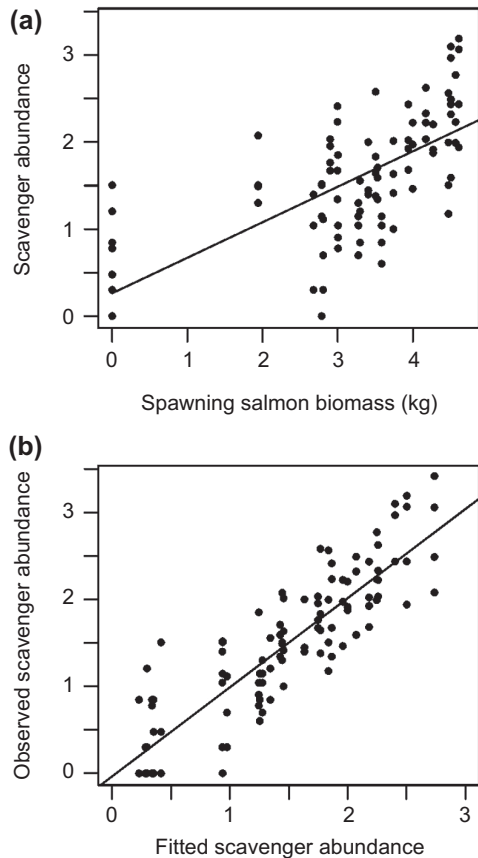 (a)
Scavenger abundance
3
2
1
0
0 1 2 3 4
Spawning salmon biomass (kg)
(b)
Observed scavenger abundance
3
2
1
0
0 1 2 3
Fitted scavenger abundance